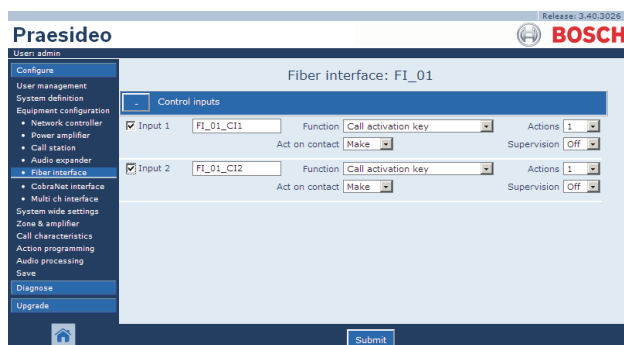 Release: 3.40.3026
Praesideo
BOSCH
User: admin
Configure
User management
System definition
Equipment configuration
• Network controller
• Power amplifier
• Call station
• Audio expander
• Fiber interface
• CobraNet interface
• Multi ch interface
System wide settings
Zone & amplifier
Call characteristics
Action programming
Audio processing
Save
Diagnose
Upgrade
Fiber interface: FI_01
- Control inputs
Input 1 FI_01_CI1 Function Call activation key Actions 1
Act on contact Make Supervision Off
Input 2 FI_01_CI2 Function Call activation key Actions 1
Act on contact Make Supervision Off
Submit